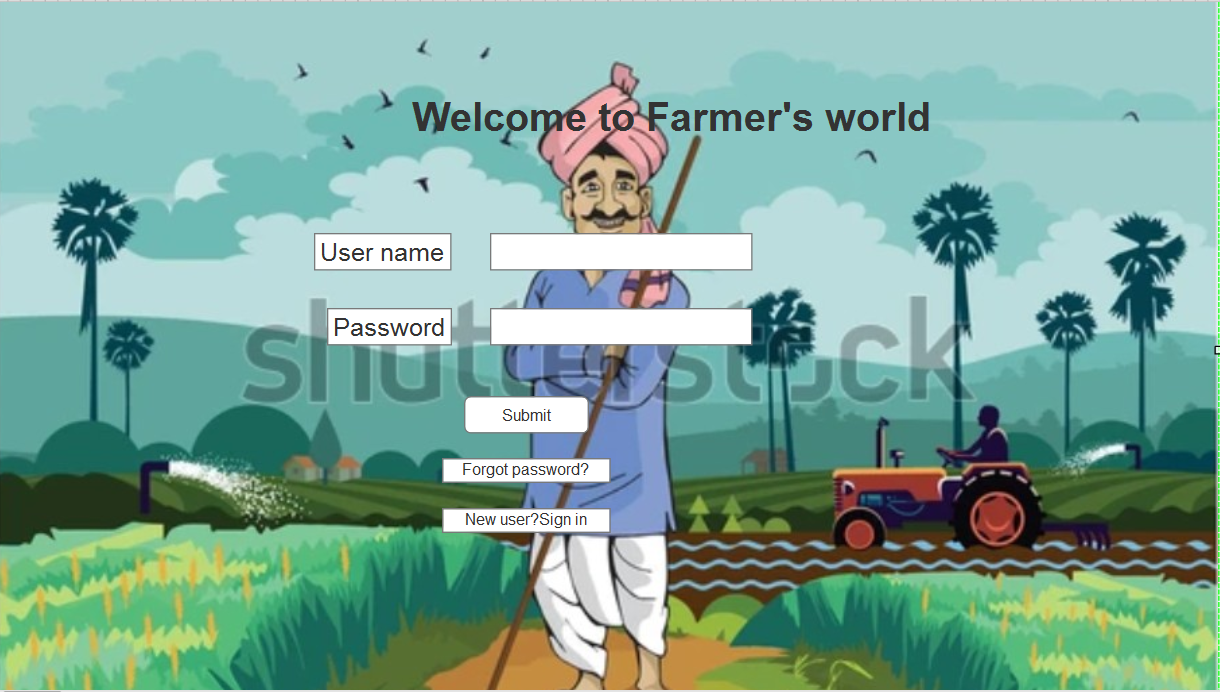 Welcome to Farmer's world
User name
Password
shutterstock
Submit
Forgot password?
New user?Sign in